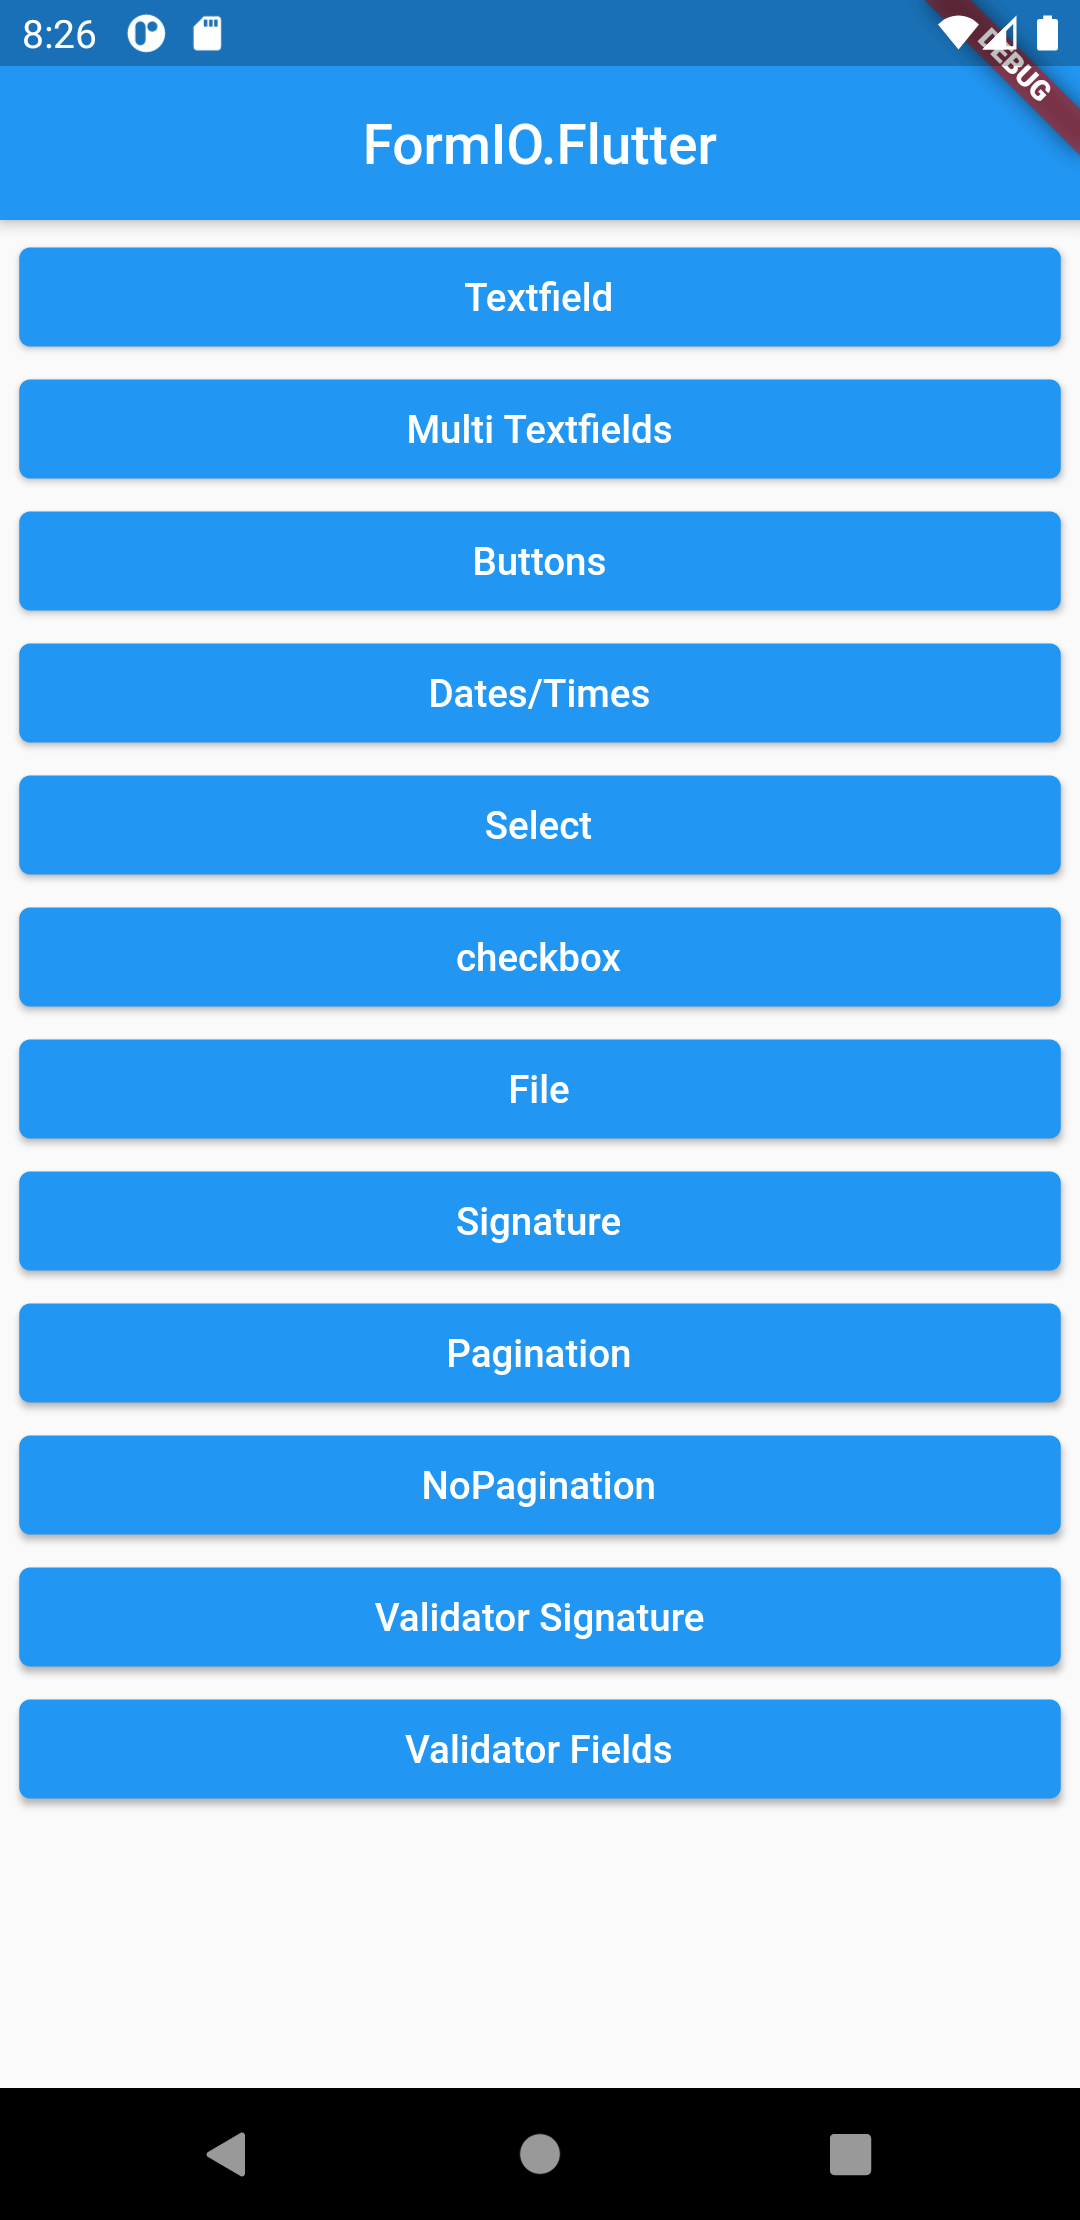 8:26
DEBUG
FormIO.Flutter
Textfield
Multi Textfields
Buttons
Dates/Times
Select
checkbox
File
Signature
Pagination
NoPagination
Validator Signature
Validator Fields